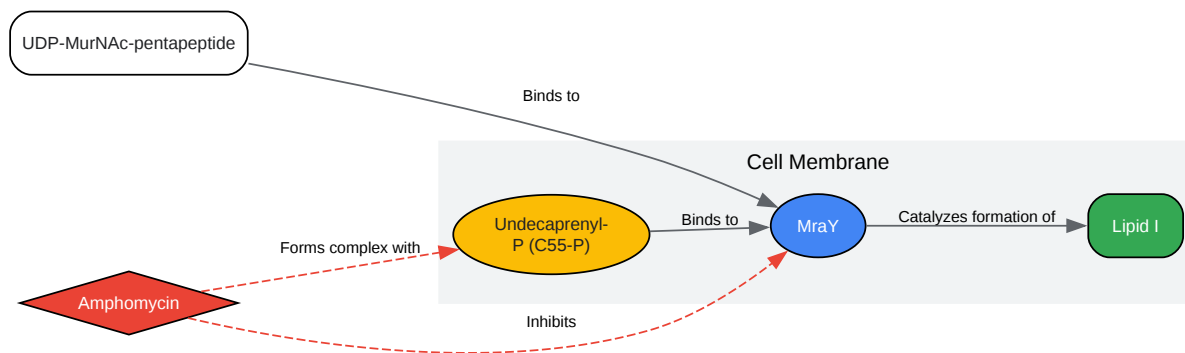 UDP-MurNAc-pentapeptide
Binds to
Cell Membrane
Undecaprenyl-
P (C55-P)
Binds to
MraY
Catalyzes formation of
Lipid I
Forms complex with
Amphomycin
Inhibits